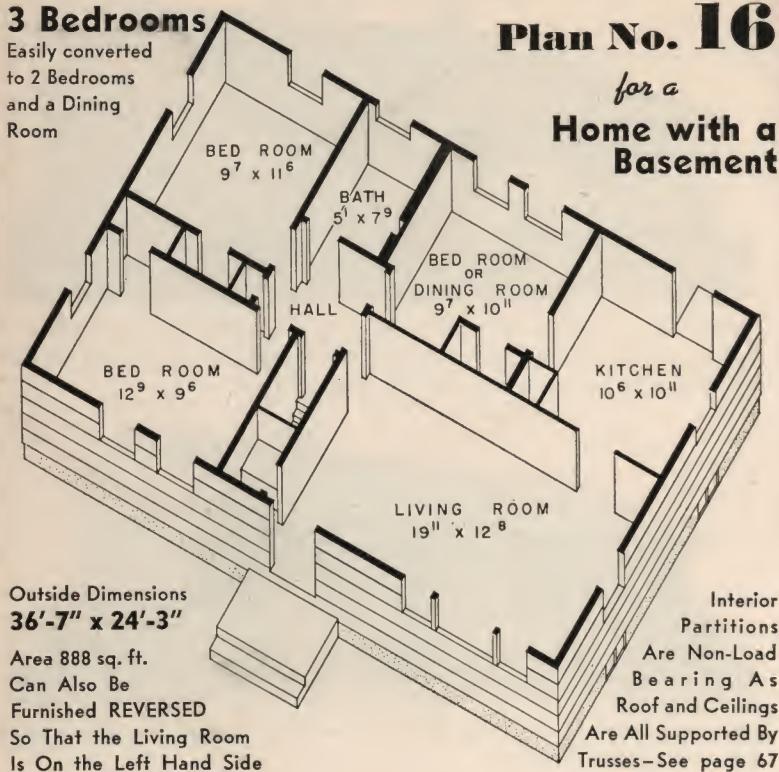 3 Bedrooms
Easily converted
to 2 Bedrooms
and a Dining
Room
Plan No. 16
for a
Home with a
Basement
BED ROOM
9⁷ x 11⁶
BATH
5¹ x 7⁹
BED ROOM
OR
DINING ROOM
9⁷ x 10¹¹
HALL
BED ROOM
12⁹ x 9⁶
KITCHEN
10⁶ x 10¹¹
LIVING ROOM
19¹¹ x 12⁸
Outside Dimensions
36'-7" x 24'-3"
Area 888 sq. ft.
Can Also Be
Furnished REVERSED
So That the Living Room
Is On the Left Hand Side
Interior
Partitions
Are Non-Load
Bearing As
Roof and Ceilings
Are All Supported By
Trusses—See page 67